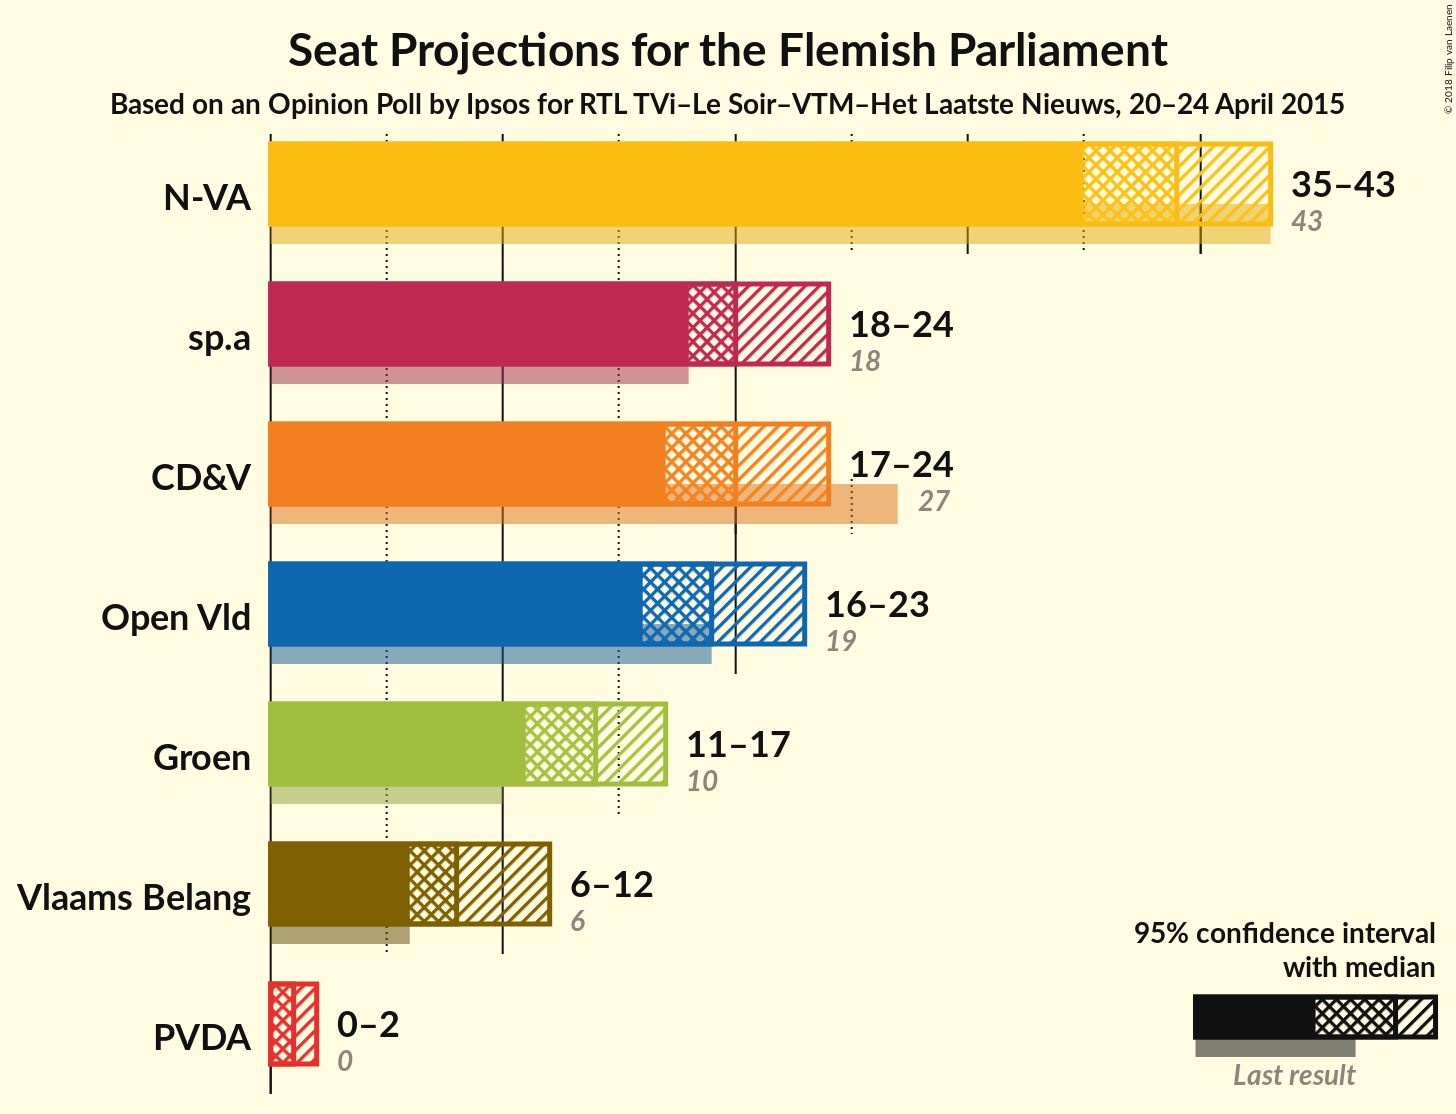 Seat Projections for the Flemish Parliament
Based on an Opinion Poll by Ipsos for RTL TVi–Le Soir–VTM–Het Laatste Nieuws, 20–24 April 2015
© 2018 Filip van Laenen
N-VA
35–43
43
sp.a
18–24
18
CD&V
17–24
27
Open Vld
16–23
19
Groen
11–17
10
Vlaams Belang
6–12
6
PVDA
0–2
0
95% confidence interval
with median
Last result